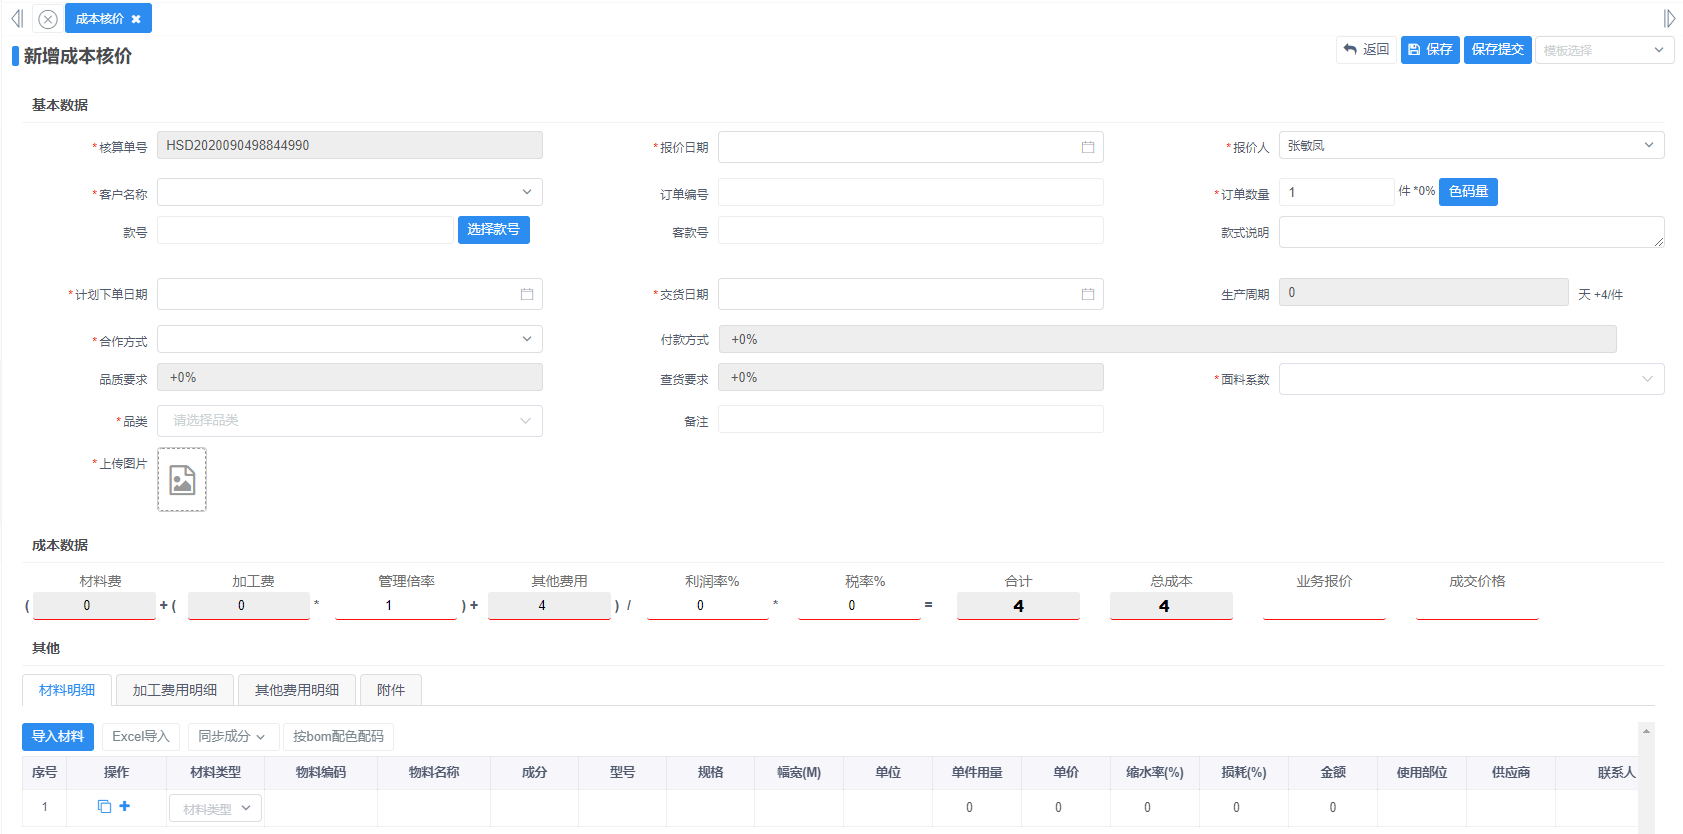 成本核价
新增成本核价
返回 保存 保存提交 模板选择
基本数据
*核算单号 HSD2020090498844990 *报价日期 *报价人 张敏凤
*客户名称 订单编号 *订单数量 1 件 *0% 色码量
款号 选择款号 客款号 款式说明
*计划下单日期 *交货日期 生产周期 0 天 +4/件
*合作方式 付款方式 +0%
品质要求 +0% 查货要求 +0% *面料系数
*品类 请选择品类 备注
*上传图片
成本数据
材料费 加工费 管理倍率 其他费用 利润率% 税率% 合计 总成本 业务报价 成交价格
( 0 + ( 0 * 1 ) + 4 ) / 0 * 0 = 4 4
其他
材料明细 加工费用明细 其他费用明细 附件
导入材料 Excel导入 同步成分 按bom配色配码
序号 操作 材料类型 物料编码 物料名称 成分 型号 规格 幅宽(M) 单位 单件用量 单价 缩水率(%) 损耗(%) 金额 使用部位 供应商 联系人
1 材料类型 0 0 0 0 0